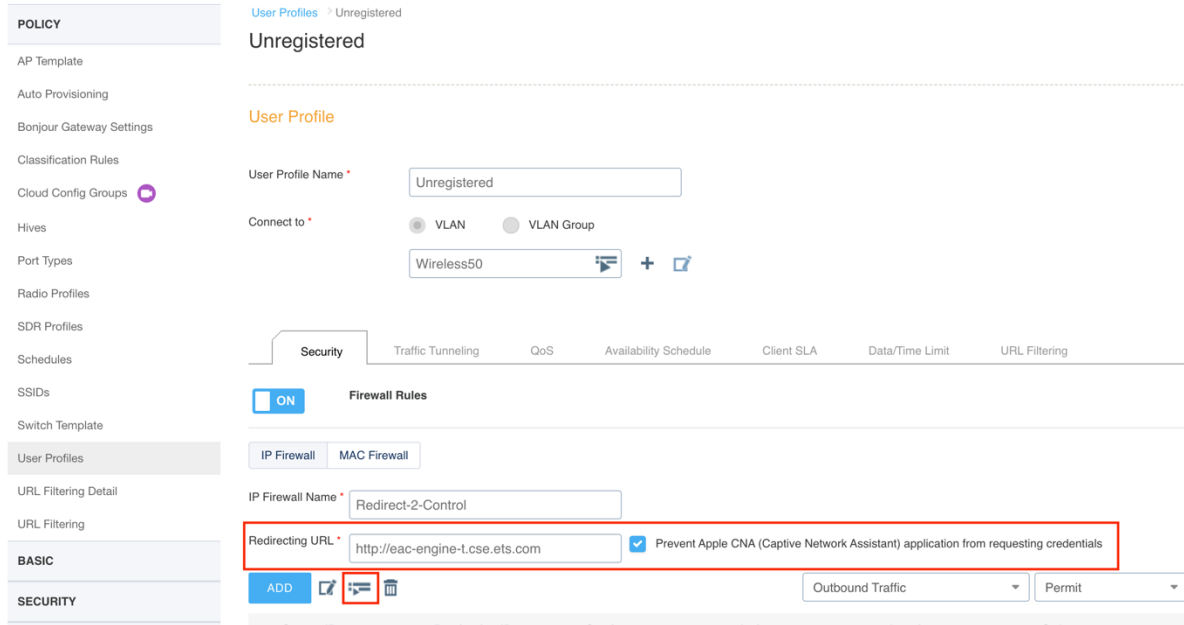 POLICY
AP Template
Auto Provisioning
Bonjour Gateway Settings
Classification Rules
Cloud Config Groups
Hives
Port Types
Radio Profiles
SDR Profiles
Schedules
SSIDs
Switch Template
User Profiles
URL Filtering Detail
URL Filtering
BASIC
SECURITY
User Profiles > Unregistered
Unregistered
User Profile
User Profile Name *
Unregistered
Connect to *
VLAN VLAN Group
Wireless50
Security Traffic Tunneling QoS Availability Schedule Client SLA Data/Time Limit URL Filtering
ON Firewall Rules
IP Firewall MAC Firewall
IP Firewall Name * Redirect-2-Control
Redirecting URL * http://eac-engine-t.cse.ets.com Prevent Apple CNA (Captive Network Assistant) application from requesting credentials
ADD Outbound Traffic Permit